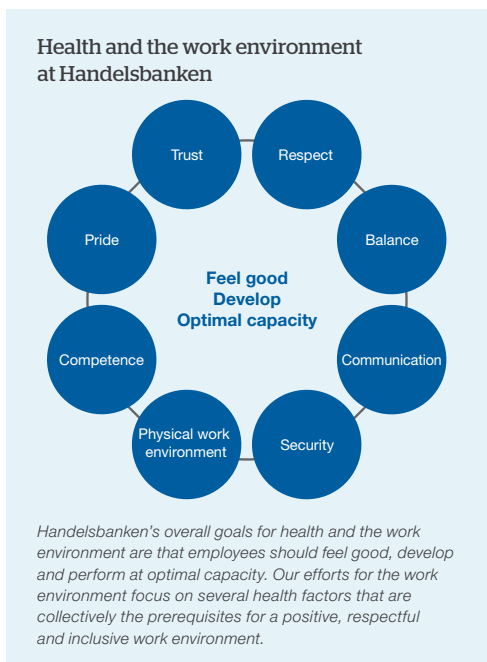 Health and the work environment
at Handelsbanken
Trust
Respect
Pride
Balance
Feel good
Develop
Optimal capacity
Competence
Communication
Physical work
environment
Security
Handelsbanken's overall goals for health and the work
environment are that employees should feel good, develop
and perform at optimal capacity. Our efforts for the work
environment focus on several health factors that are
collectively the prerequisites for a positive, respectful
and inclusive work environment.